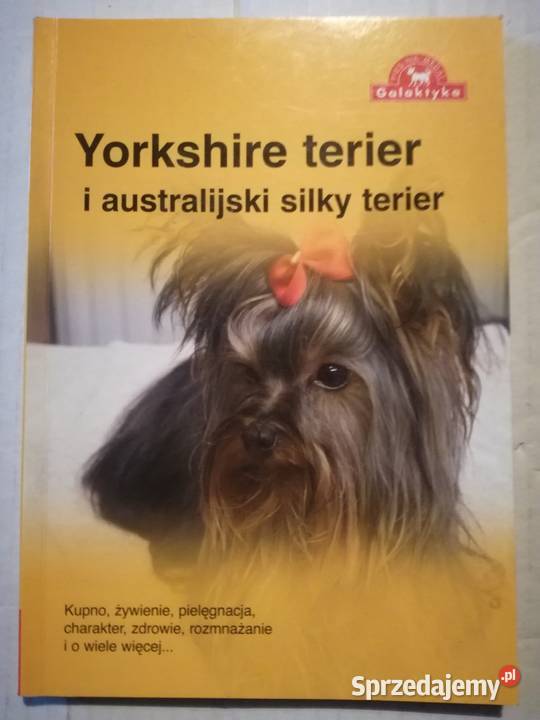 Galaktyka
Yorkshire terier
i australijski silky terier
Kupno, żywienie, pielęgnacja,
charakter, zdrowie, rozmnażanie
i o wiele więcej...
Sprzedajemy.pl